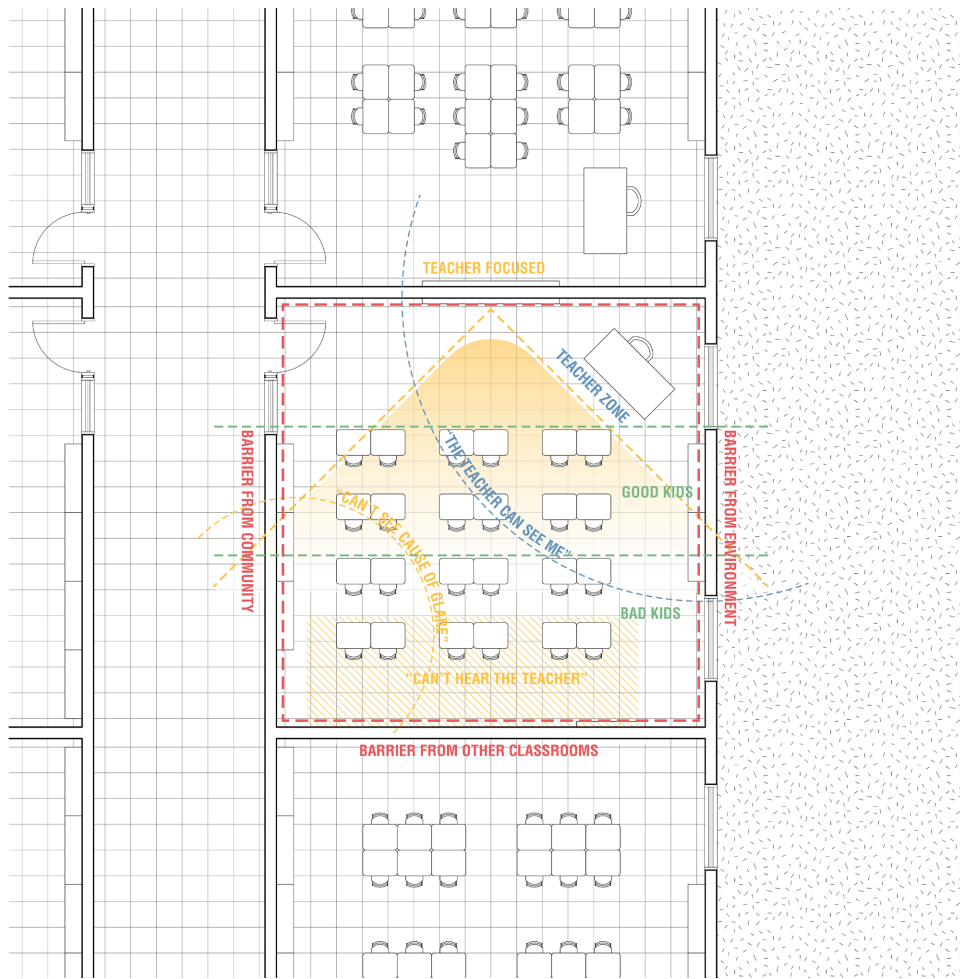 TEACHER FOCUSED
TEACHER ZONE
BARRIER FROM COMMUNITY
"THE TEACHER CAN SEE ME"
BARRIER FROM ENVIRONMENT
GOOD KIDS
"CAN'T SEE CAUSE OF GLARE"
BAD KIDS
"CAN'T HEAR THE TEACHER"
BARRIER FROM OTHER CLASSROOMS